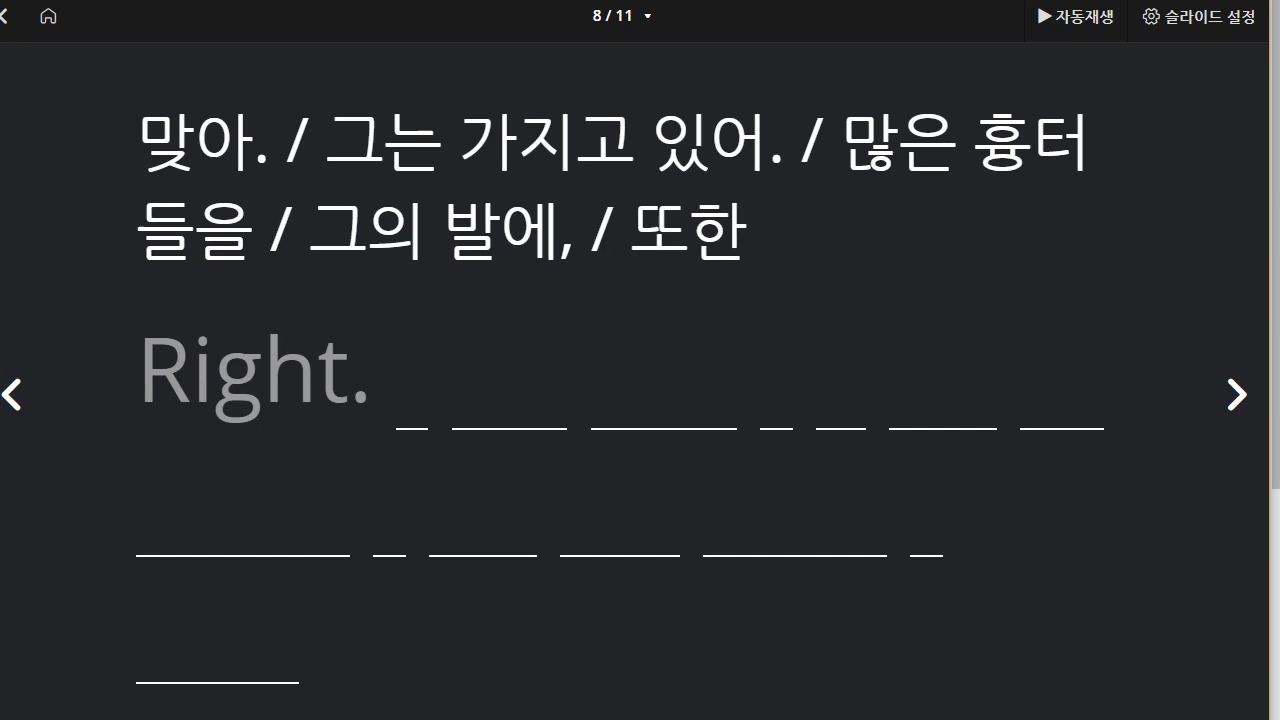 8 / 11
자동재생
슬라이드 설정
맞아. / 그는 가지고 있어. / 많은 흉터
들을 / 그의 발에, / 또한
Right.